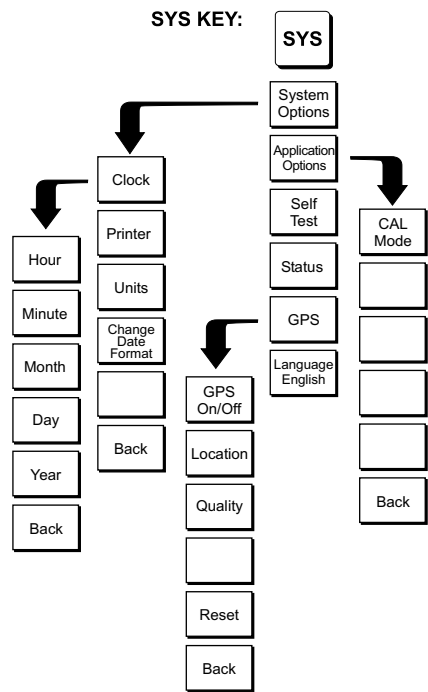 SYS KEY:
SYS
System
Options
Application
Options
Self
Test
Status
GPS
Language
English
Clock
Printer
Units
Change
Date
Format
Back
Hour
Minute
Month
Day
Year
Back
GPS
On/Off
Location
Quality
Reset
Back
CAL
Mode
Back